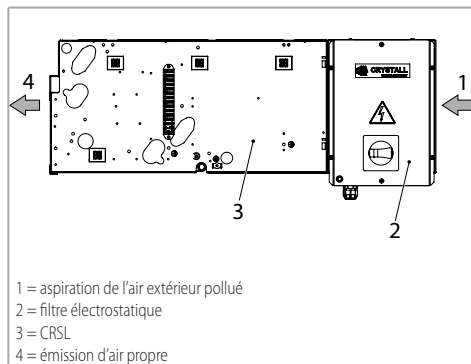 4
1
CRYSTALL
3
2
1 = aspiration de l’air extérieur pollué
2 = filtre électrostatique
3 = CRSL
4 = émission d’air propre